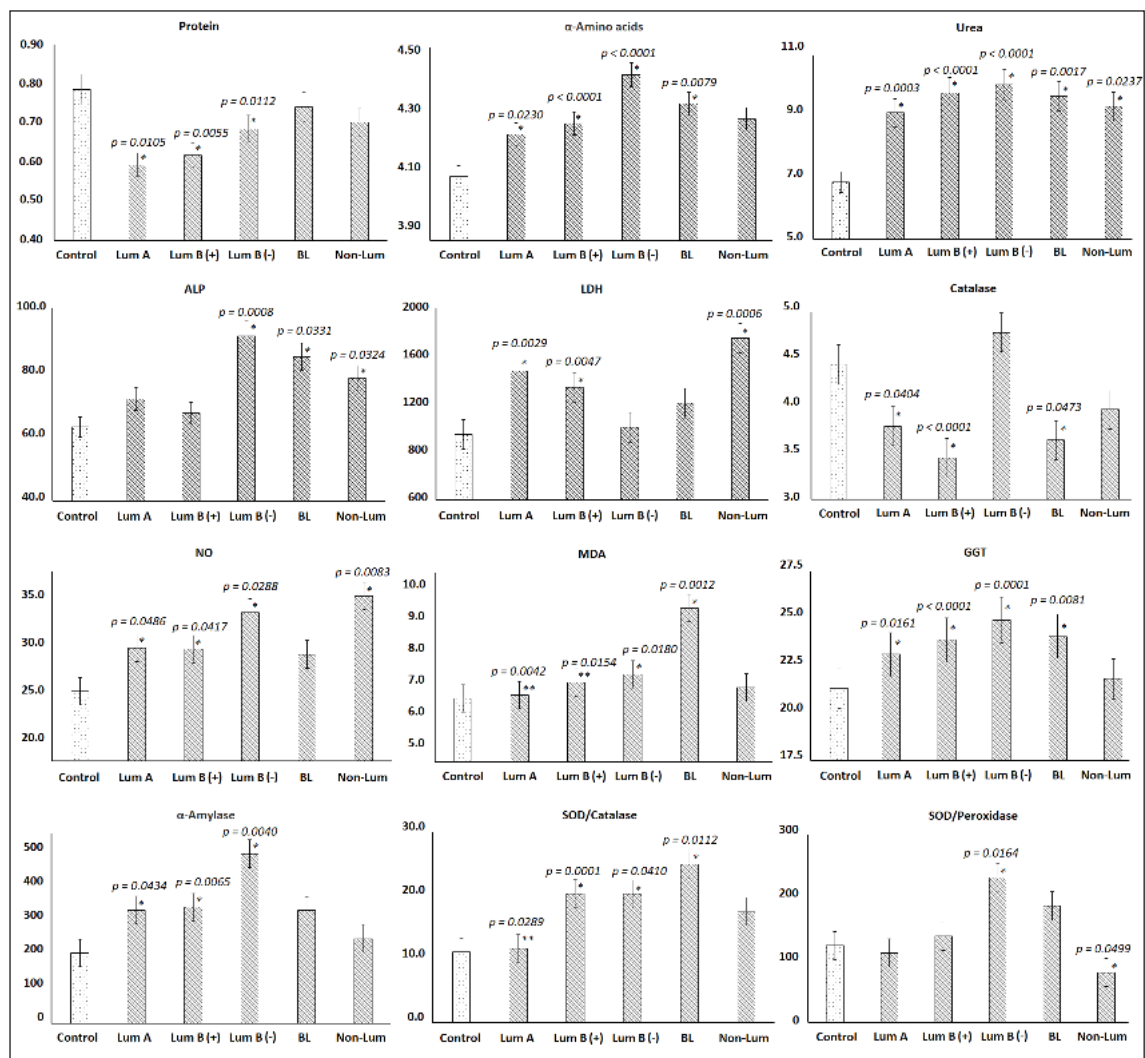 Protein
0.90
0.80
0.70
0.60
0.50
0.40
p = 0.0105
p = 0.0055
p = 0.0112
*
*
*
Control Lum A Lum B (+) Lum B (-) BL Non-Lum
α-Amino acids
4.50
4.30
4.10
3.90
p = 0.0230
p < 0.0001
p < 0.0001
p = 0.0079
*
*
*
*
Control Lum A Lum B (+) Lum B (-) BL Non-Lum
Urea
11.0
9.0
7.0
5.0
p = 0.0003
p < 0.0001
p < 0.0001
p = 0.0017
p = 0.0237
*
*
*
*
*
Control Lum A Lum B (+) Lum B (-) BL Non-Lum
ALP
100.0
80.0
60.0
40.0
p = 0.0008
p = 0.0331
p = 0.0324
*
*
*
Control Lum A Lum B (+) Lum B (-) BL Non-Lum
LDH
2000
1600
1200
900
600
p = 0.0029
p = 0.0047
p = 0.0006
*
*
*
Control Lum A Lum B (+) Lum B (-) BL Non-Lum
Catalase
5.0
4.5
4.0
3.5
3.0
p = 0.0404
p < 0.0001
p = 0.0473
*
*
*
Control Lum A Lum B (+) Lum B (-) BL Non-Lum
NO
35.0
30.0
25.0
20.0
p = 0.0486
p = 0.0417
p = 0.0288
p = 0.0083
*
*
*
*
Control Lum A Lum B (+) Lum B (-) BL Non-Lum
MDA
10.0
9.0
8.0
7.0
6.0
5.0
p = 0.0042
p = 0.0154
p = 0.0180
p = 0.0012
**
**
*
*
Control Lum A Lum B (+) Lum B (-) BL Non-Lum
GGT
27.5
25.0
22.5
20.0
17.5
p = 0.0161
p < 0.0001
p = 0.0001
p = 0.0081
*
*
*
*
Control Lum A Lum B (+) Lum B (-) BL Non-Lum
α-Amylase
500
400
300
200
100
0
p = 0.0434
p = 0.0065
p = 0.0040
*
*
*
Control Lum A Lum B (+) Lum B (-) BL Non-Lum
SOD/Catalase
30.0
20.0
10.0
0.0
p = 0.0289
p = 0.0001
p = 0.0410
p = 0.0112
**
*
*
*
Control Lum A Lum B (+) Lum B (-) BL Non-Lum
SOD/Peroxidase
300
200
100
0
p = 0.0164
p = 0.0499
*
*
Control Lum A Lum B (+) Lum B (-) BL Non-Lum